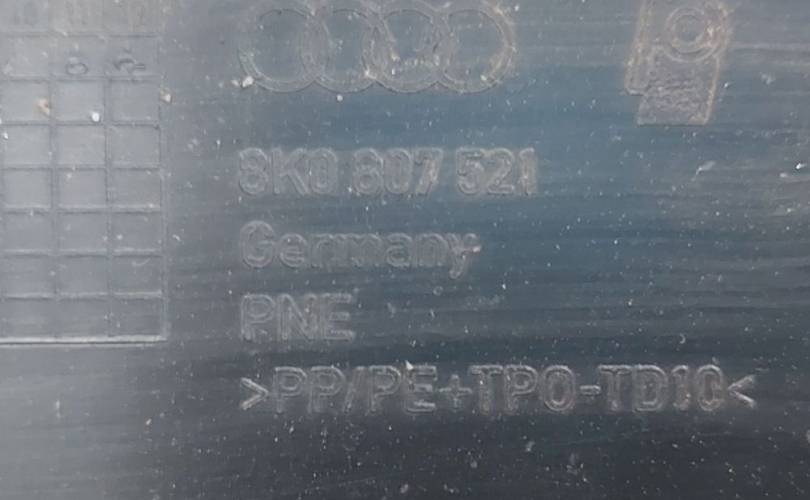 8K0 807 521
Germany
PNE
>PP/PE+TPO-TD10<